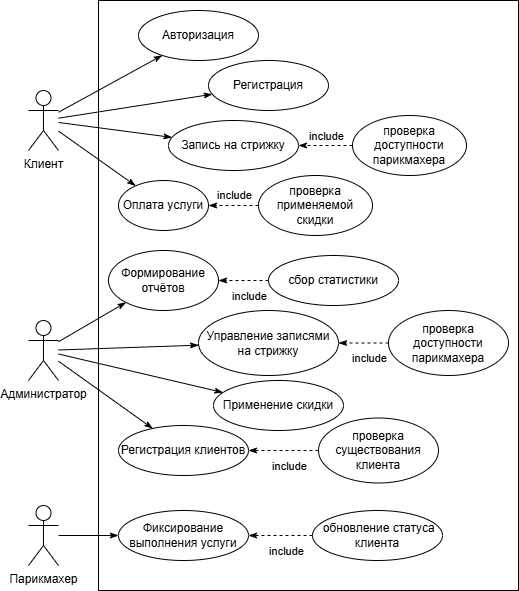 Авторизация
Регистрация
Клиент
Запись на стрижку
include
проверка
доступности
парикмахера
Оплата услуги
include
проверка
применяемой
скидки
Формирование
отчётов
include
сбор статистики
Администратор
Управление записями
на стрижку
include
проверка
доступности
парикмахера
Применение скидки
Регистрация клиентов
include
проверка
существования
клиента
Парикмахер
Фиксирование
выполнения услуги
include
обновление статуса
клиента